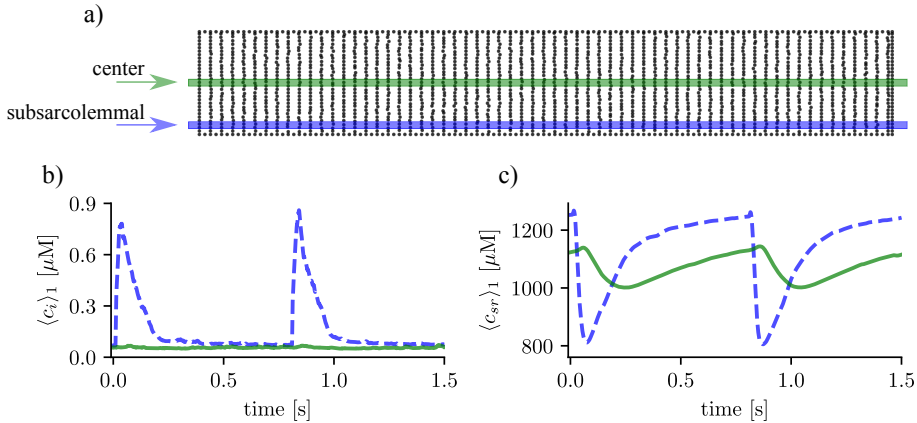 a)
center
subsarcolemmal
b)
c)
⟨c_i⟩_1 [μM]
0.9
0.6
0.3
0.0
0.0 0.5 1.0 1.5
time [s]
⟨c_sr⟩_1 [μM]
1200
1000
800
0.0 0.5 1.0 1.5
time [s]